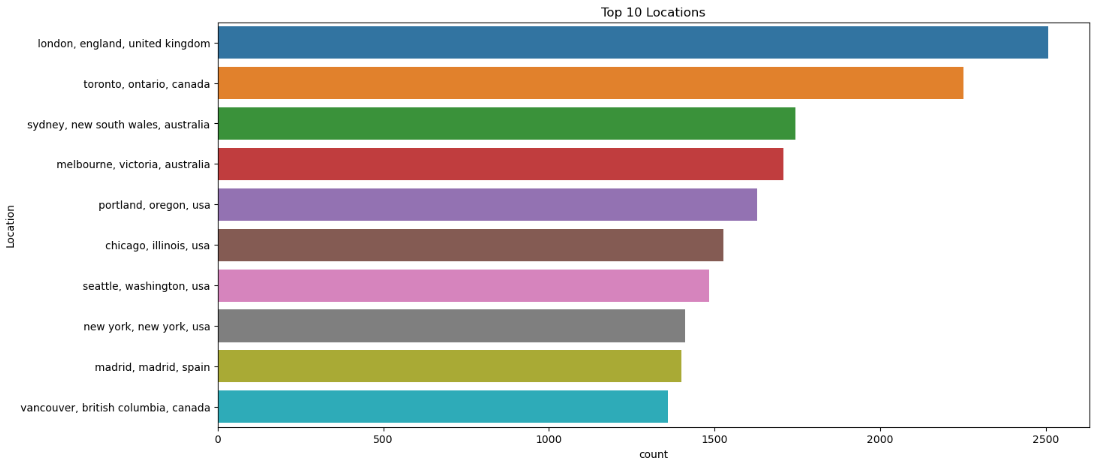 Top 10 Locations
london, england, united kingdom
toronto, ontario, canada
sydney, new south wales, australia
melbourne, victoria, australia
portland, oregon, usa
chicago, illinois, usa
seattle, washington, usa
new york, new york, usa
madrid, madrid, spain
vancouver, british columbia, canada
Location
0 500 1000 1500 2000 2500
count